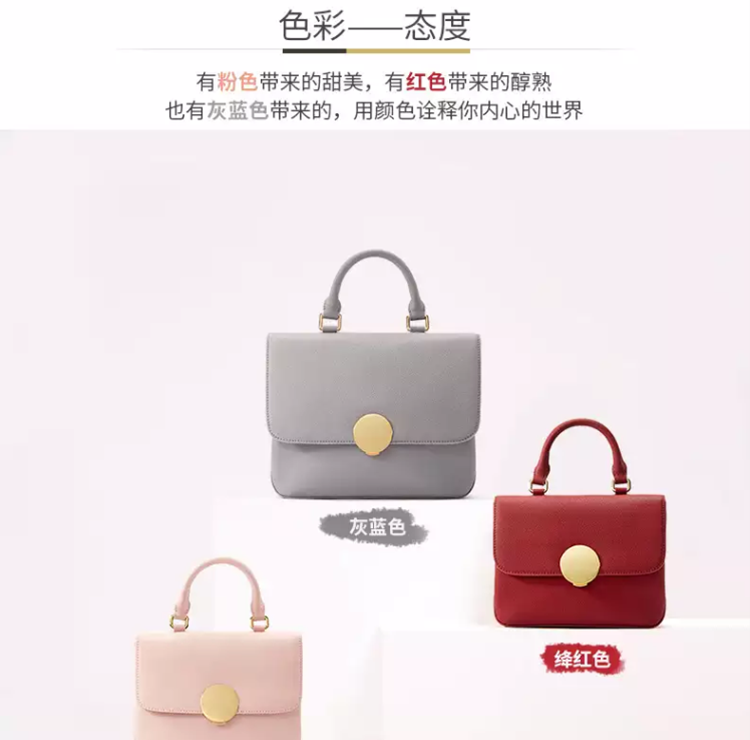 色彩——态度
有粉色带来的甜美，有红色带来的醇熟
也有灰蓝色带来的，用颜色诠释你内心的世界
灰蓝色
绛红色